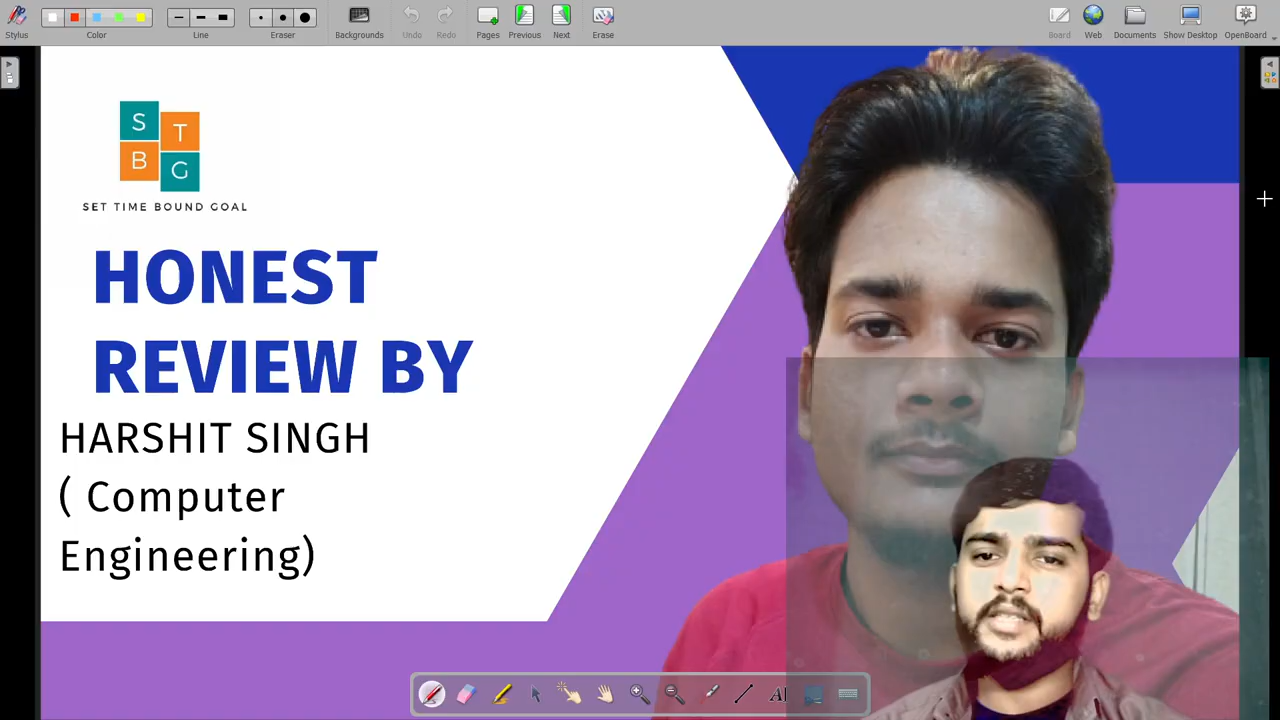 Stylus
Color
Line
Eraser
Backgrounds
Undo
Redo
Pages
Previous
Next
Erase
Board
Web
Documents
Show Desktop
OpenBoard
S
T
B
G
SET TIME BOUND GOAL
HONEST
REVIEW BY
HARSHIT SINGH
( Computer
Engineering)